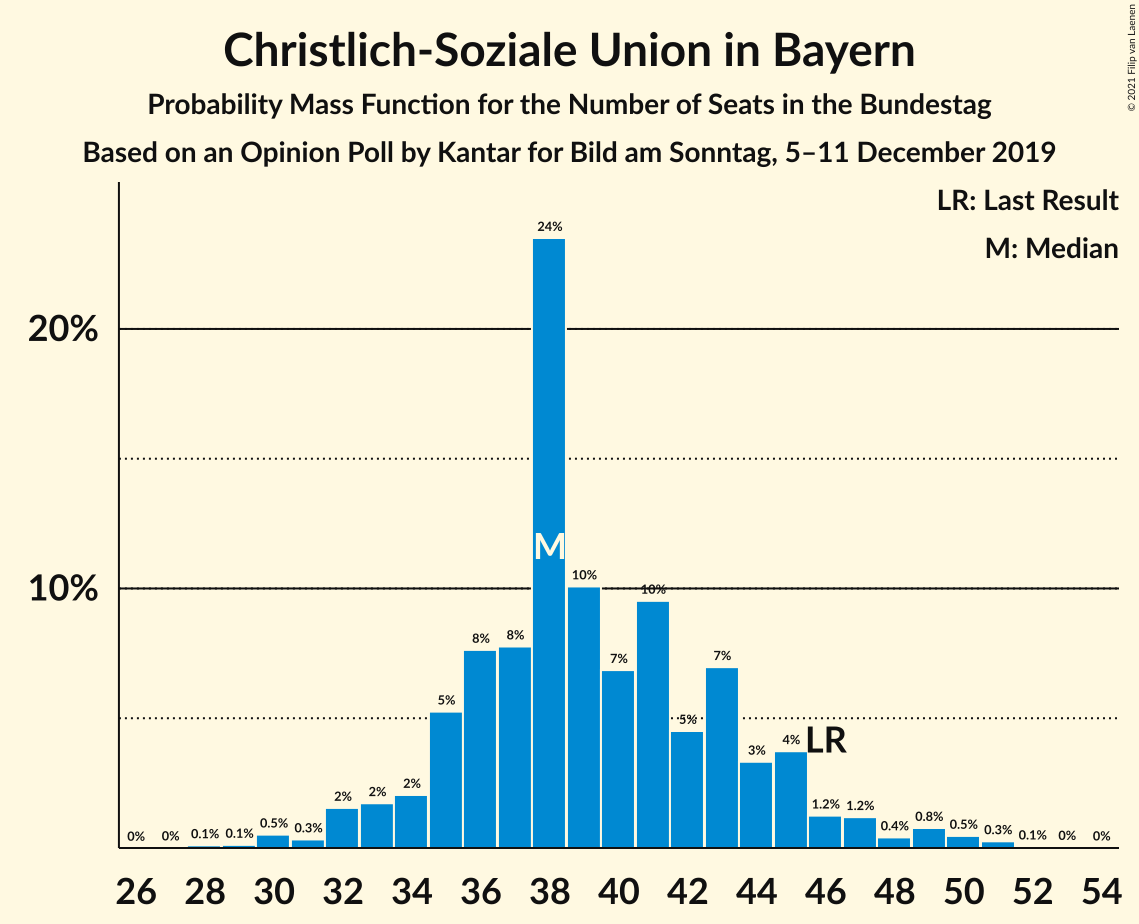 Christlich-Soziale Union in Bayern
Probability Mass Function for the Number of Seats in the Bundestag
Based on an Opinion Poll by Kantar for Bild am Sonntag, 5–11 December 2019
© 2021 Filip van Laenen
LR: Last Result
M: Median
20%
10%
0% 0% 0.1% 0.1% 0.5% 0.3% 2% 2% 2% 5% 8% 8% 24% 10% 7% 10% 5% 7% 3% 4% 1.2% 1.2% 0.4% 0.8% 0.5% 0.3% 0.1% 0% 0%
M
LR
26 28 30 32 34 36 38 40 42 44 46 48 50 52 54